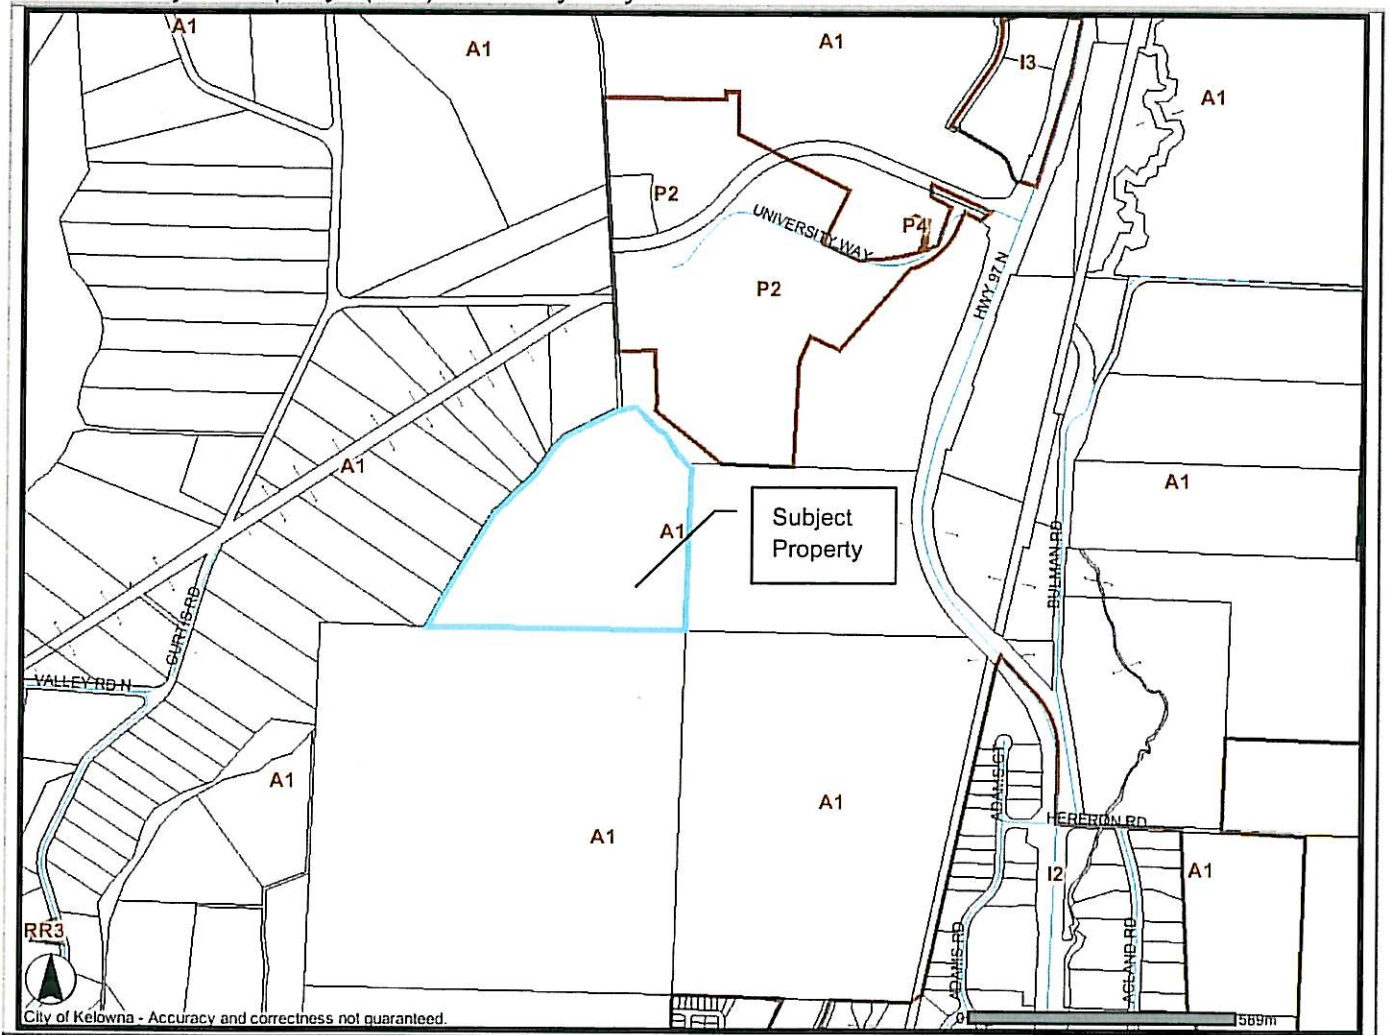 A1
A1
A1
I3
A1
P2
UNIVERSITY WAY
P4
HWY 97 N
P2
A1
A1
A1
Subject
Property
BULMAN RD
CURTIS RD
VALLEY RD N
A1
A1
A1
ADAMS CT
HERERON RD
I2
A1
RR3
ADAMS RD
ACLAND RD
City of Kelowna - Accuracy and correctness not guaranteed.
0
569m